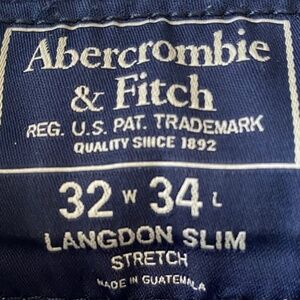 Abercrombie
& Fitch
REG. U.S. PAT. TRADEMARK
QUALITY SINCE 1892
32 W 34 L
LANGDON SLIM
STRETCH
MADE IN GUATEMALA